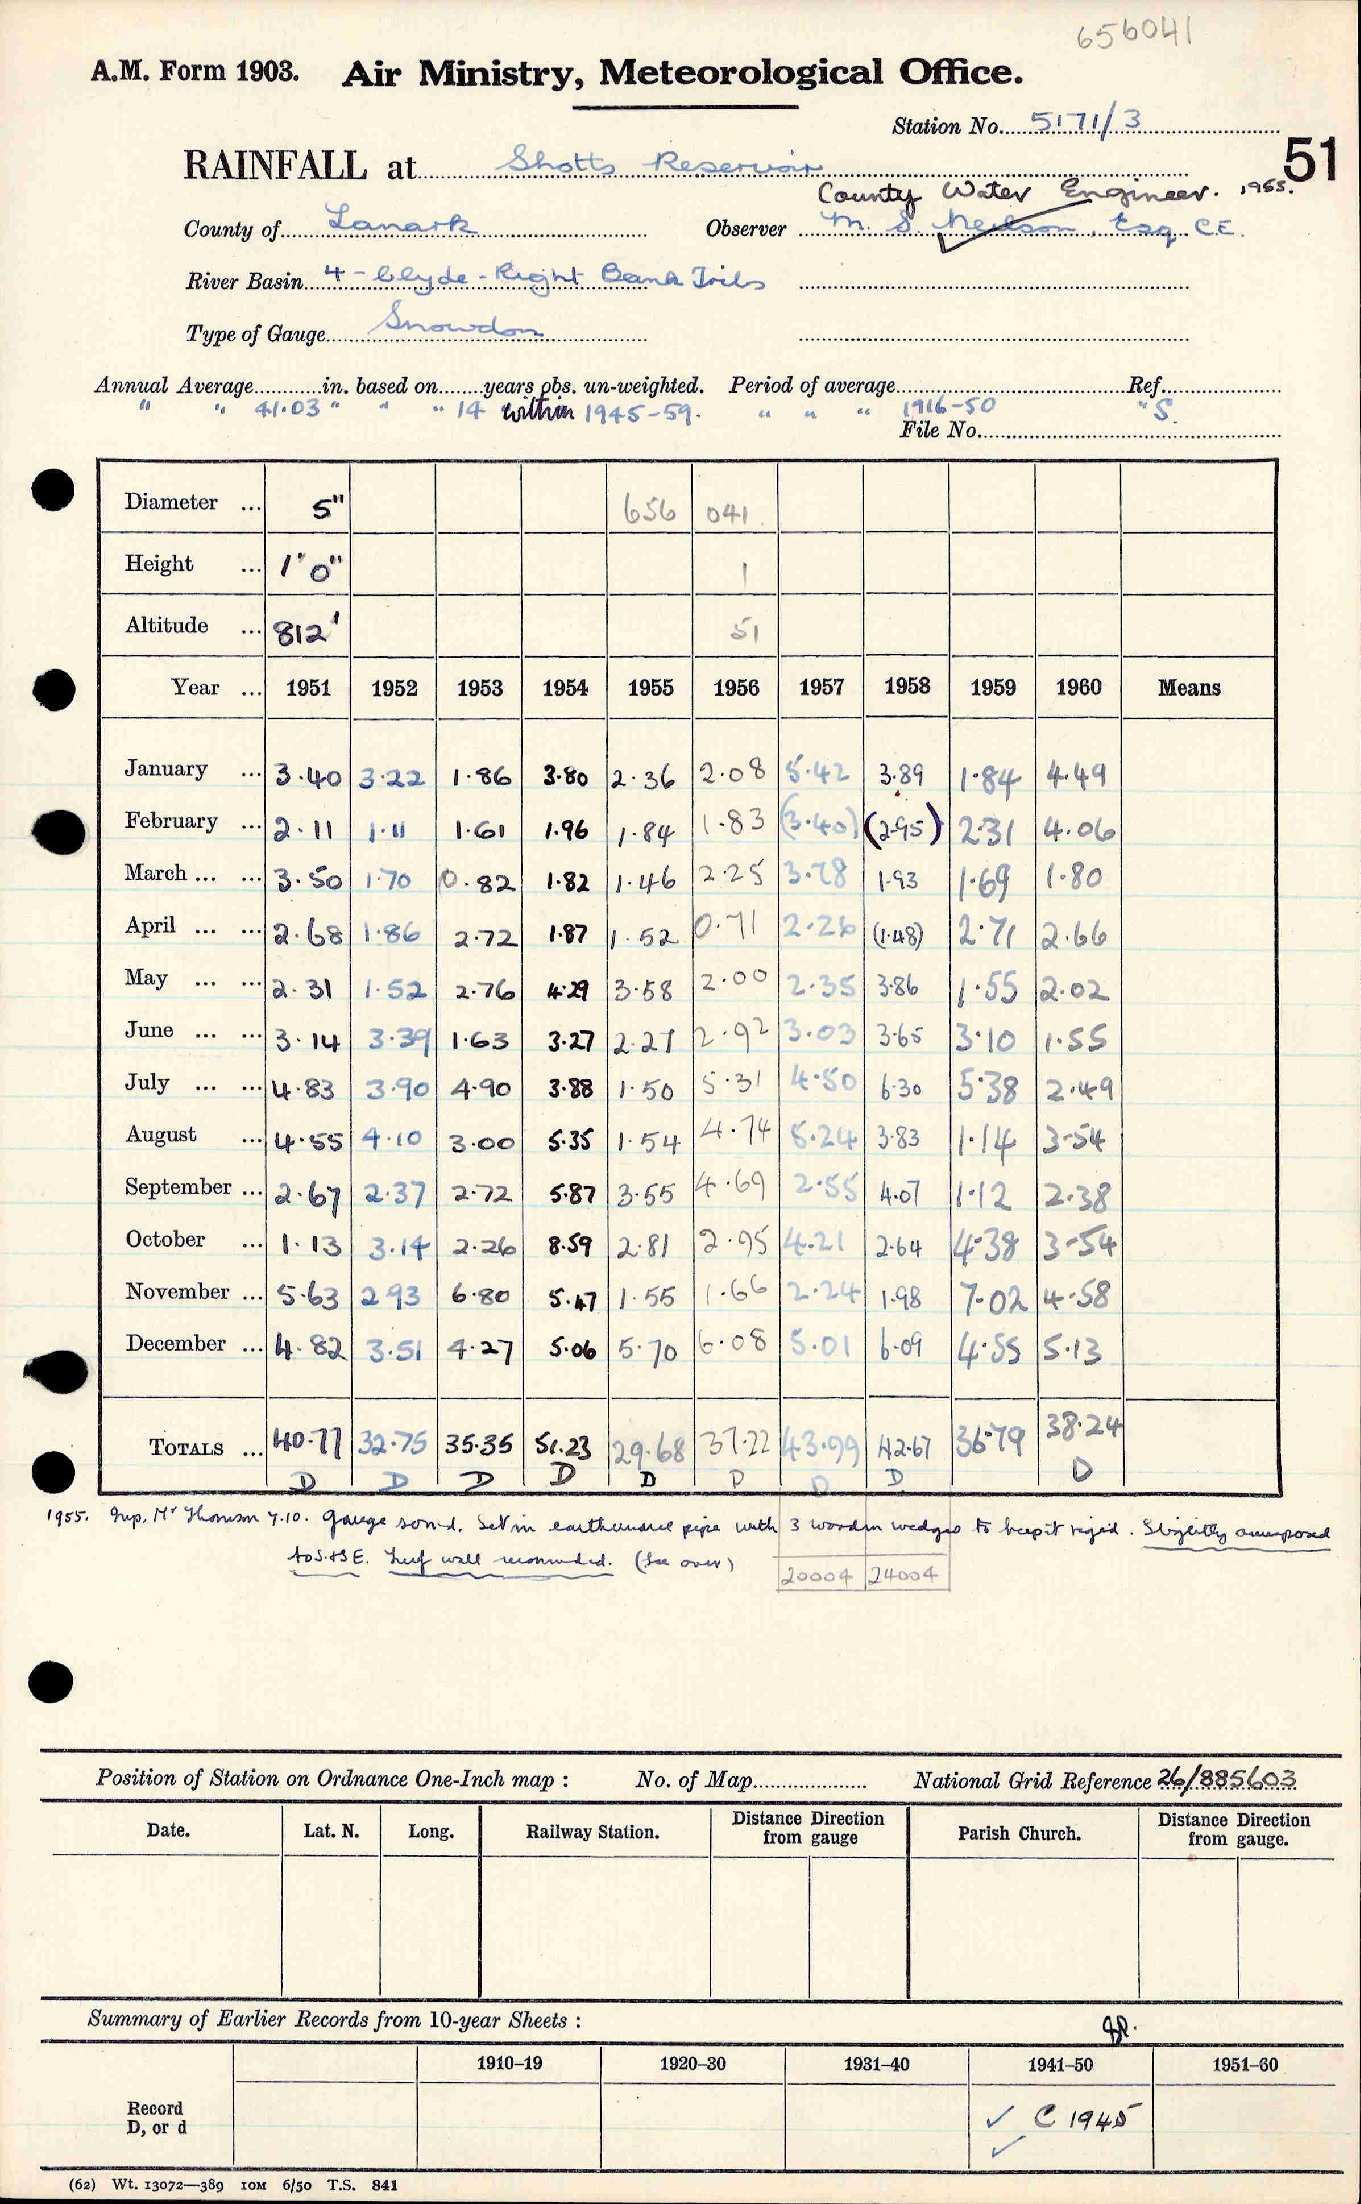 656041
A.M. Form 1903. Air Ministry, Meteorological Office.
Station No. 5171/3
RAINFALL at Shotts Reservoir
51
County Water Engineer. 1955.
County of Lanark Observer M. S. Neilson, Esq C.E.
River Basin 4 - Clyde - Right Bank Tribs
Type of Gauge Snowdon
Annual Average in. based on years obs. un-weighted. Period of average Ref.
" " 41.03 " " " 14 within 1945-59. " " " 1916-50 " S.
File No.
Diameter ... 5" 656 041
Height ... 1' 0" 1
Altitude ... 812' 51
Year ... 1951 1952 1953 1954 1955 1956 1957 1958 1959 1960 Means
January ... 3.40 3.22 1.86 3.80 2.36 2.08 5.42 3.89 1.84 4.49
February ... 2.11 1.11 1.61 1.96 1.84 1.83 (3.40) (2.95) 2.31 4.06
March ... ... 3.50 1.70 0.82 1.82 1.46 2.25 3.78 1.93 1.69 1.80
April ... ... 2.68 1.86 2.72 1.87 1.52 0.71 2.26 (1.48) 2.71 2.66
May ... ... 2.31 1.52 2.76 4.29 3.58 2.00 2.35 3.86 1.55 2.02
June ... ... 3.14 3.39 1.63 3.27 2.27 2.92 3.03 3.65 3.10 1.55
July ... ... 4.83 3.90 4.90 3.88 1.50 5.31 4.50 6.30 5.38 2.49
August ... 4.55 4.10 3.00 5.35 1.54 4.74 5.24 3.83 1.14 3.54
September ... 2.67 2.37 2.72 5.87 3.55 4.69 2.55 4.07 1.12 2.38
October ... 1.13 3.14 2.26 8.59 2.81 2.95 4.21 2.64 4.38 3.54
November ... 5.63 2.93 6.80 5.47 1.55 1.66 2.24 1.98 7.02 4.58
December ... 4.82 3.51 4.27 5.06 5.70 6.08 5.01 6.09 4.55 5.13
TOTALS ... 40.77 32.75 35.35 51.23 29.68 37.22 43.99 42.67 36.79 38.24
D D D D D D D D D
1955. Insp. Mr Thomson 7.10. Gauge sound. Set in earthenware pipe with 3 wooden wedges to keep it rigid. Slightly overexposed
to S. & S E. Turf wall recommended. (See over)
20004 24004
Position of Station on Ordnance One-Inch map : No. of Map National Grid Reference 26/885603
Date. Lat. N. Long. Railway Station. Distance Direction from gauge Parish Church. Distance Direction from gauge.
Summary of Earlier Records from 10-year Sheets :
1910–19 1920–30 1931–40 1941–50 1951–60
Record
D, or d
✓ C 1945
✓
(62) Wt. 13072—389 10M 6/50 T.S. 841